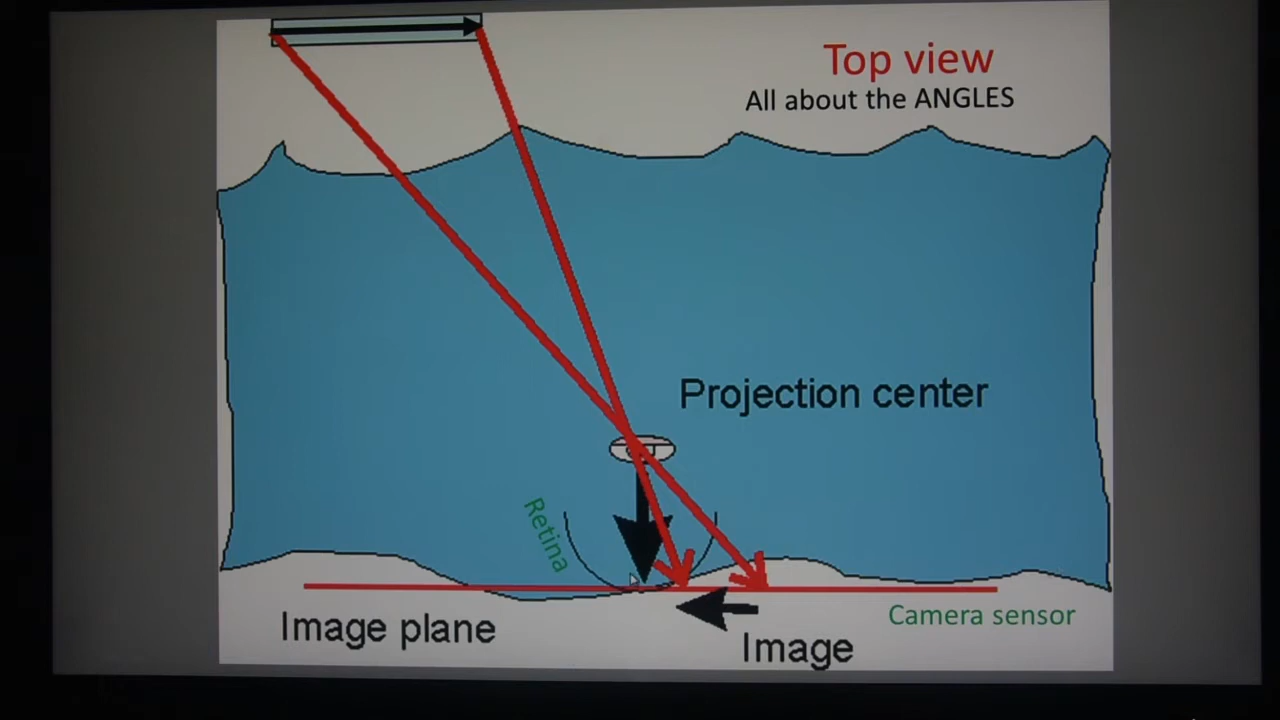 Top view
All about the ANGLES
Projection center
Retina
Camera sensor
Image plane
Image